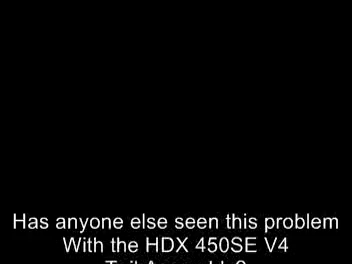 Has anyone else seen this problem
With the HDX 450SE V4